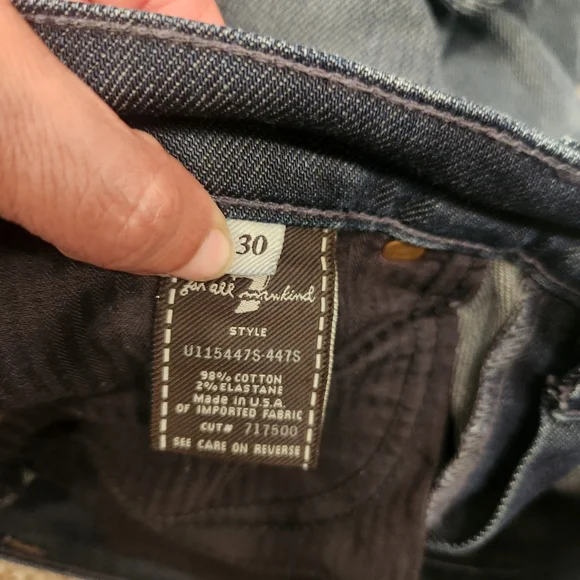 30
7
for all mankind
STYLE
U115447S-447S
98% COTTON
2% ELASTANE
Made in U.S.A.
OF IMPORTED FABRIC
CUT# 717500
SEE CARE ON REVERSE